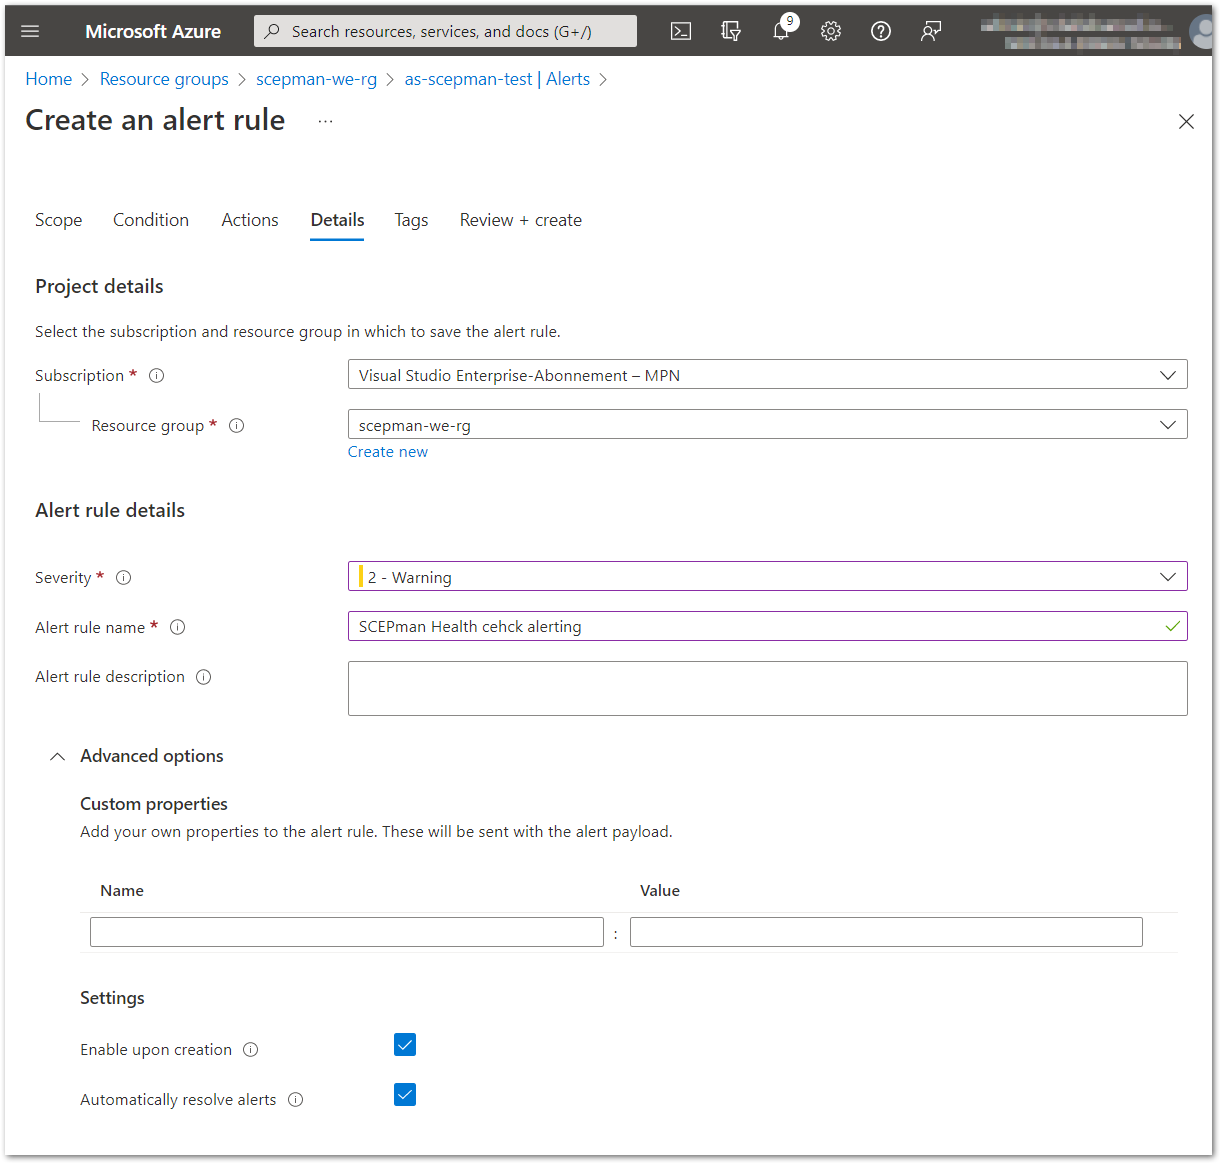 Microsoft Azure
Search resources, services, and docs (G+/)
9
Home > Resource groups > scepman-we-rg > as-scepman-test | Alerts >
Create an alert rule ...
Scope Condition Actions Details Tags Review + create
Project details
Select the subscription and resource group in which to save the alert rule.
Subscription *
Visual Studio Enterprise-Abonnement – MPN
Resource group *
scepman-we-rg
Create new
Alert rule details
Severity *
2 - Warning
Alert rule name *
SCEPman Health cehck alerting
Alert rule description
Advanced options
Custom properties
Add your own properties to the alert rule. These will be sent with the alert payload.
Name Value
:
Settings
Enable upon creation
Automatically resolve alerts